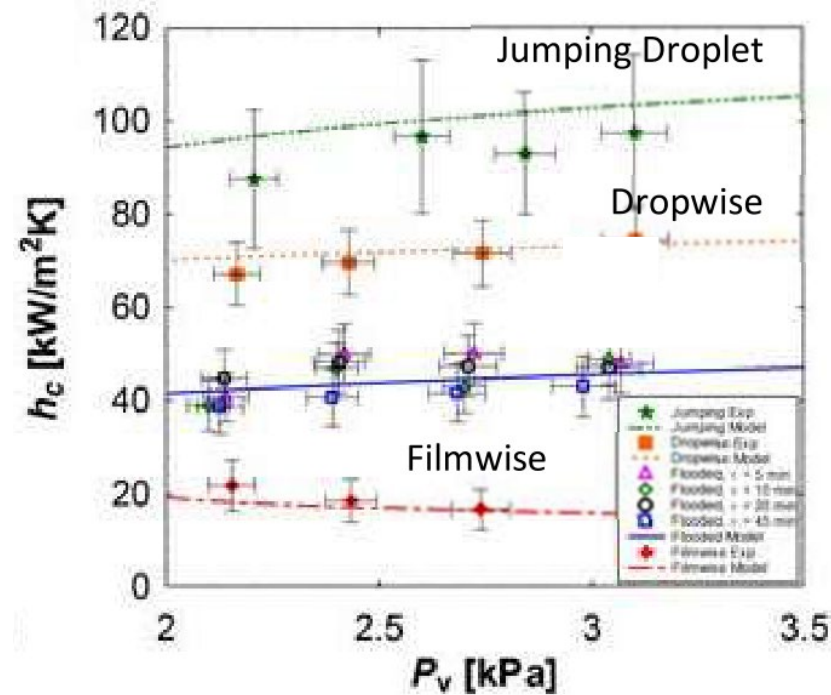 120
Jumping Droplet
100
80
Dropwise
60
40
Filmwise
20
0
h_c [kW/m²K]
Jumping Exp
Jumping Model
Dropwise Exp
Dropwise Model
Flooded, = 5 min
Flooded, = 10 min
Flooded, = 20 min
Flooded, = 45 min
Flooded Model
Filmwise Exp
Filmwise Model
2
2.5
3
3.5
P_v [kPa]